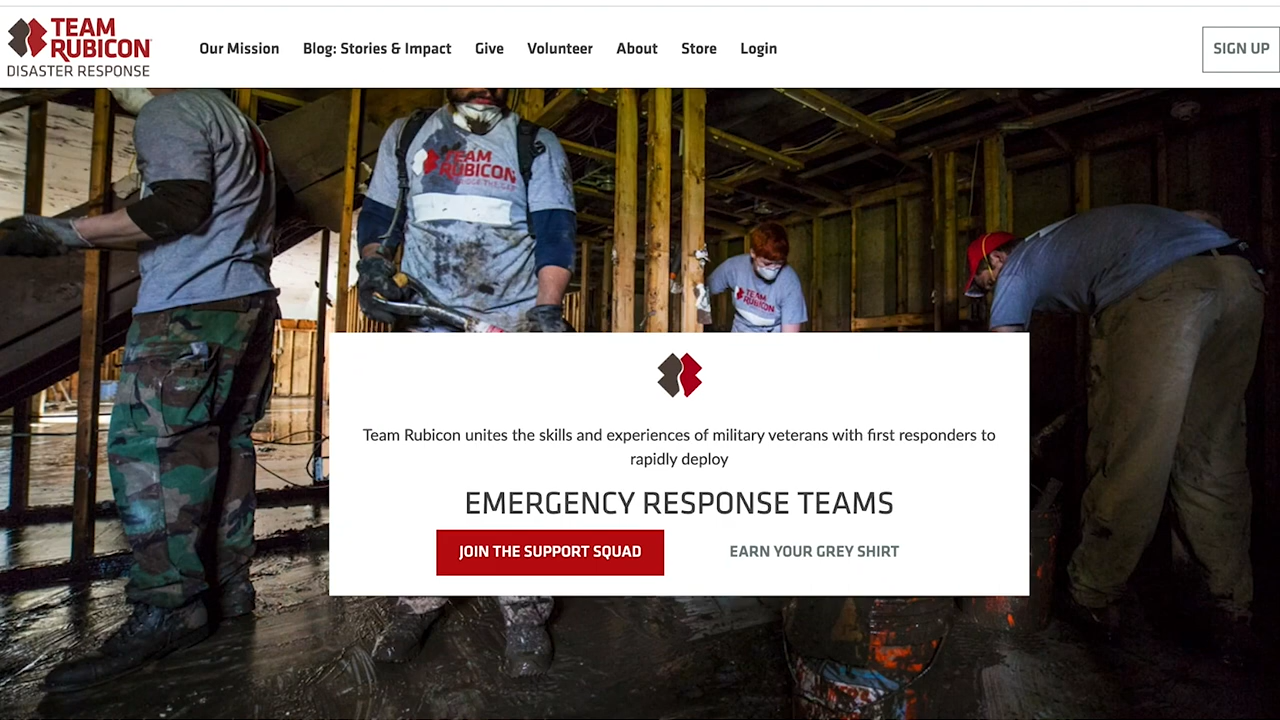 TEAM
RUBICON
DISASTER RESPONSE
Our Mission Blog: Stories & Impact Give Volunteer About Store Login
SIGN UP
TEAM
RUBICON
TEAM
RUBICON
Team Rubicon unites the skills and experiences of military veterans with first responders to
rapidly deploy
EMERGENCY RESPONSE TEAMS
JOIN THE SUPPORT SQUAD EARN YOUR GREY SHIRT